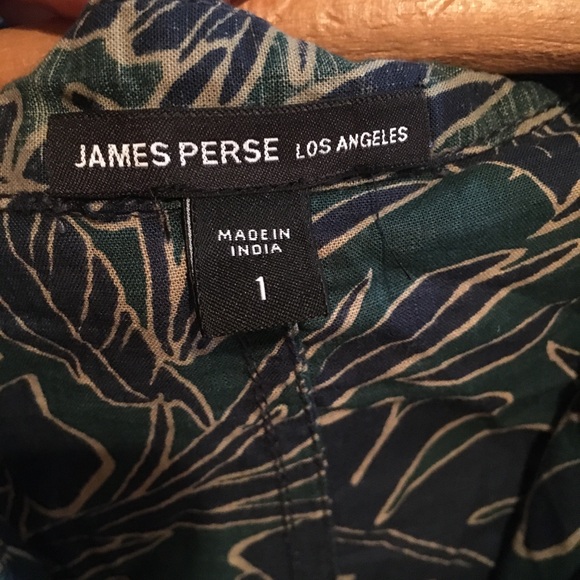 JAMES PERSE LOS ANGELES
MADE IN
INDIA
1